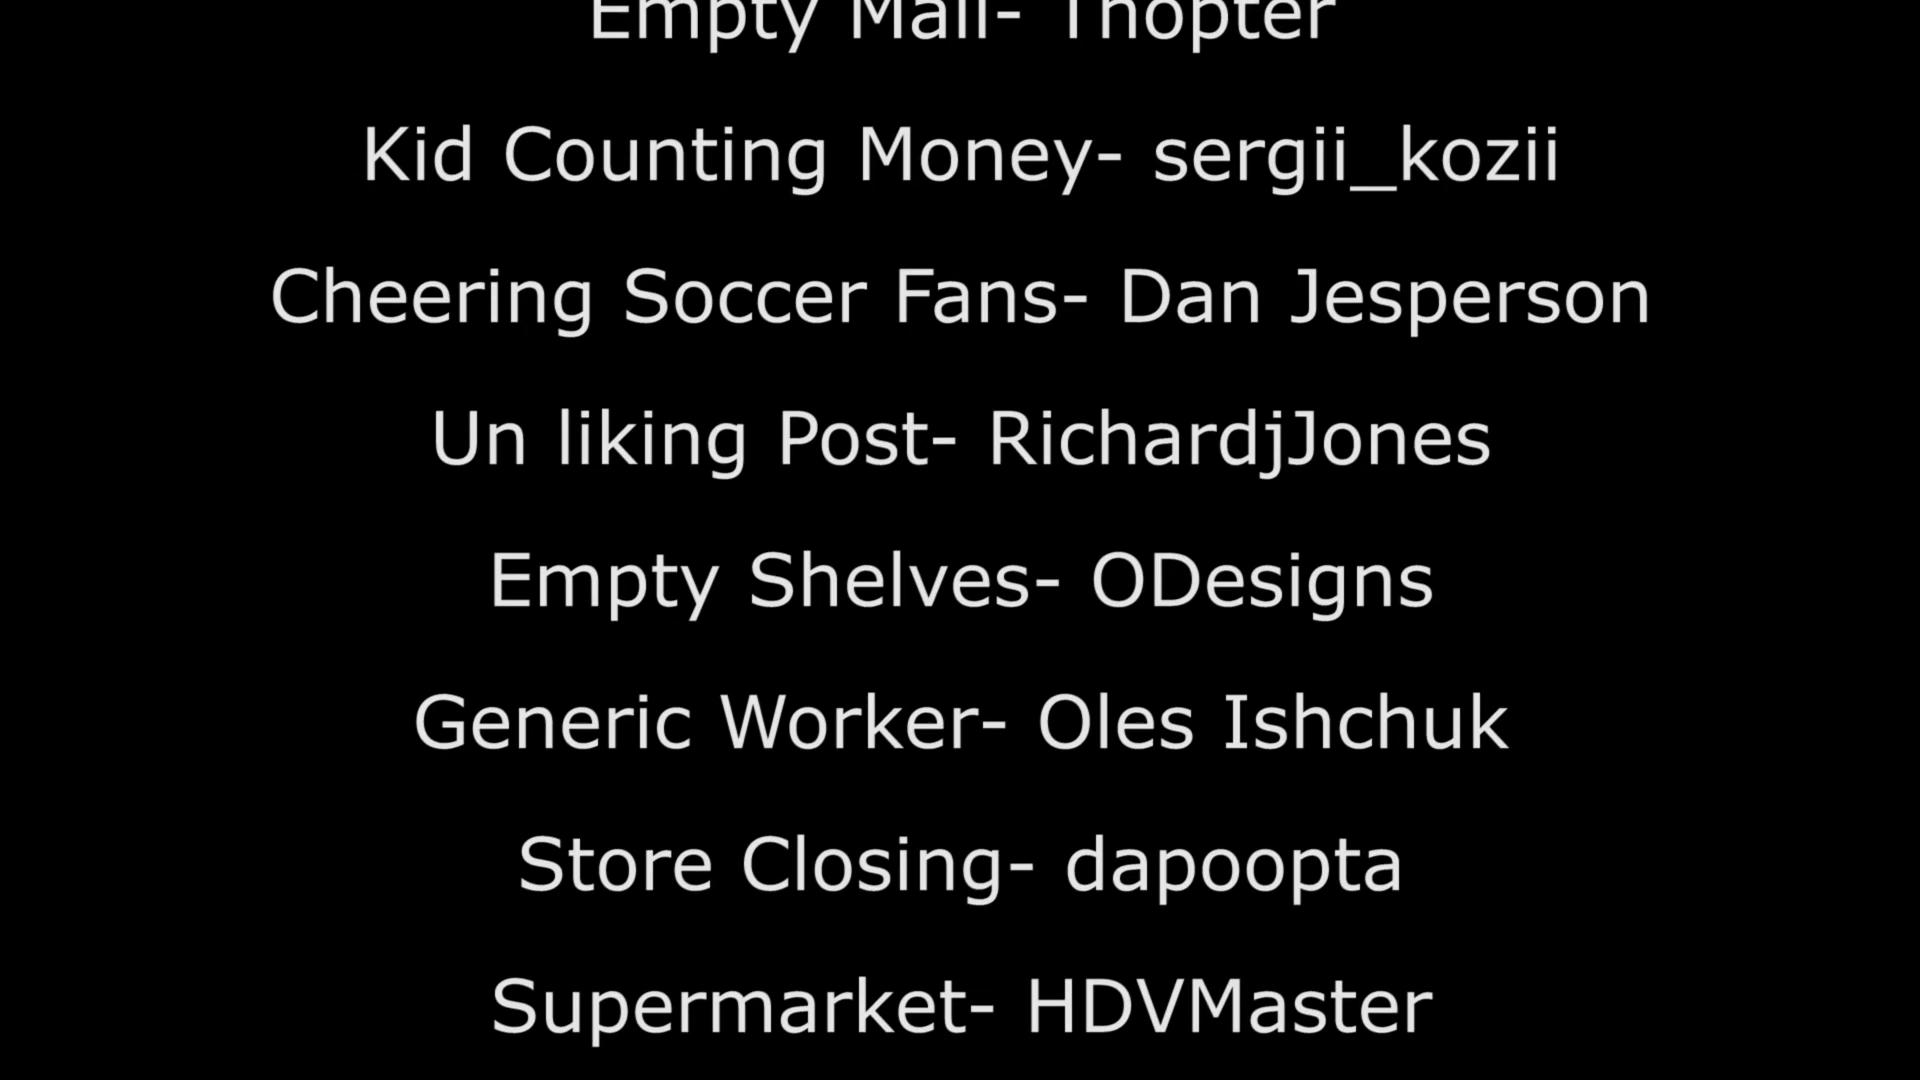 Empty Mall- Thopter
Kid Counting Money- sergii_kozii
Cheering Soccer Fans- Dan Jesperson
Un liking Post- RichardjJones
Empty Shelves- ODesigns
Generic Worker- Oles Ishchuk
Store Closing- dapoopta
Supermarket- HDVMaster